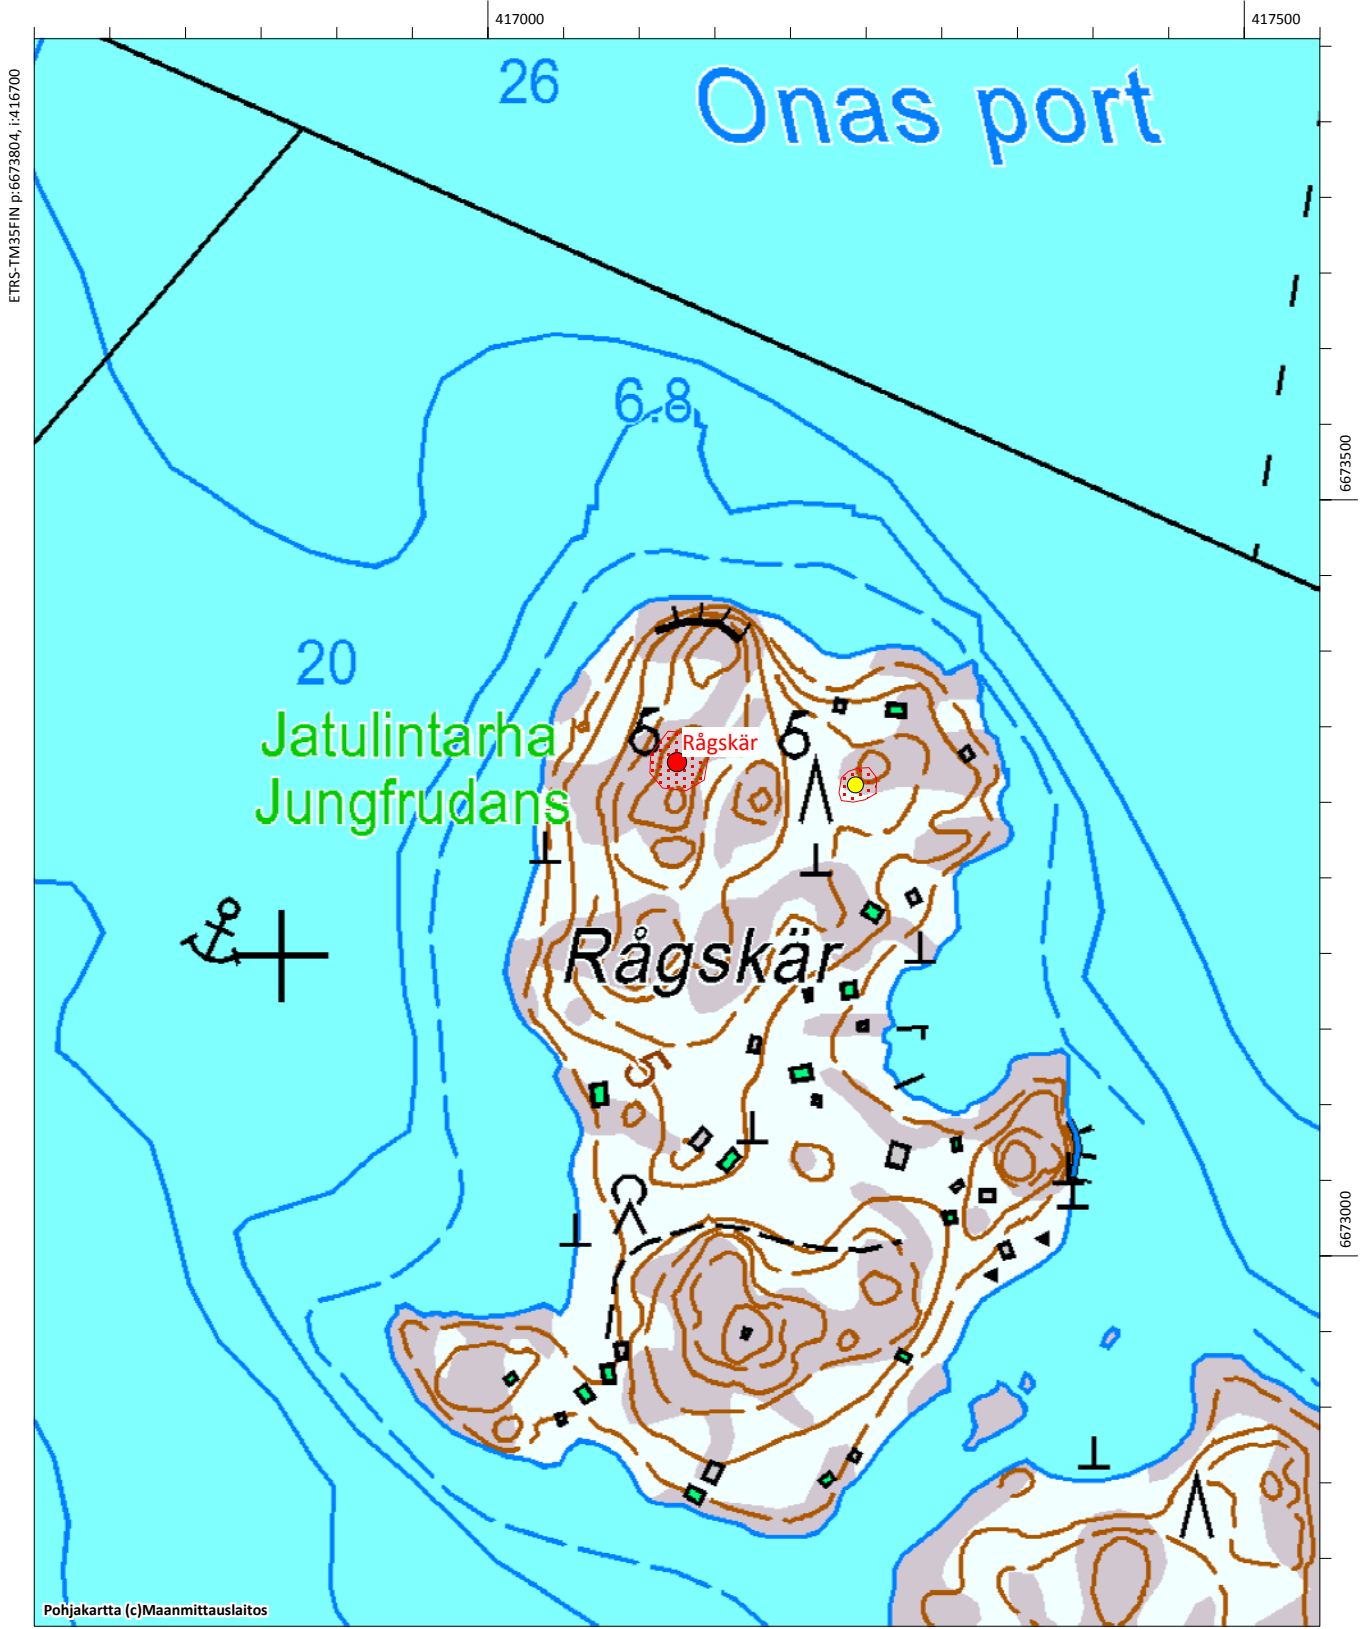 417000
417500
ETRS-TM35FIN p:6673804, i:416700
26
Onas port
6.8
6673500
20
Jatulintarha
Jungfrudans
Rågskär
Rågskär
5
6673000
Pohjakartta (c)Maanmittauslaitos